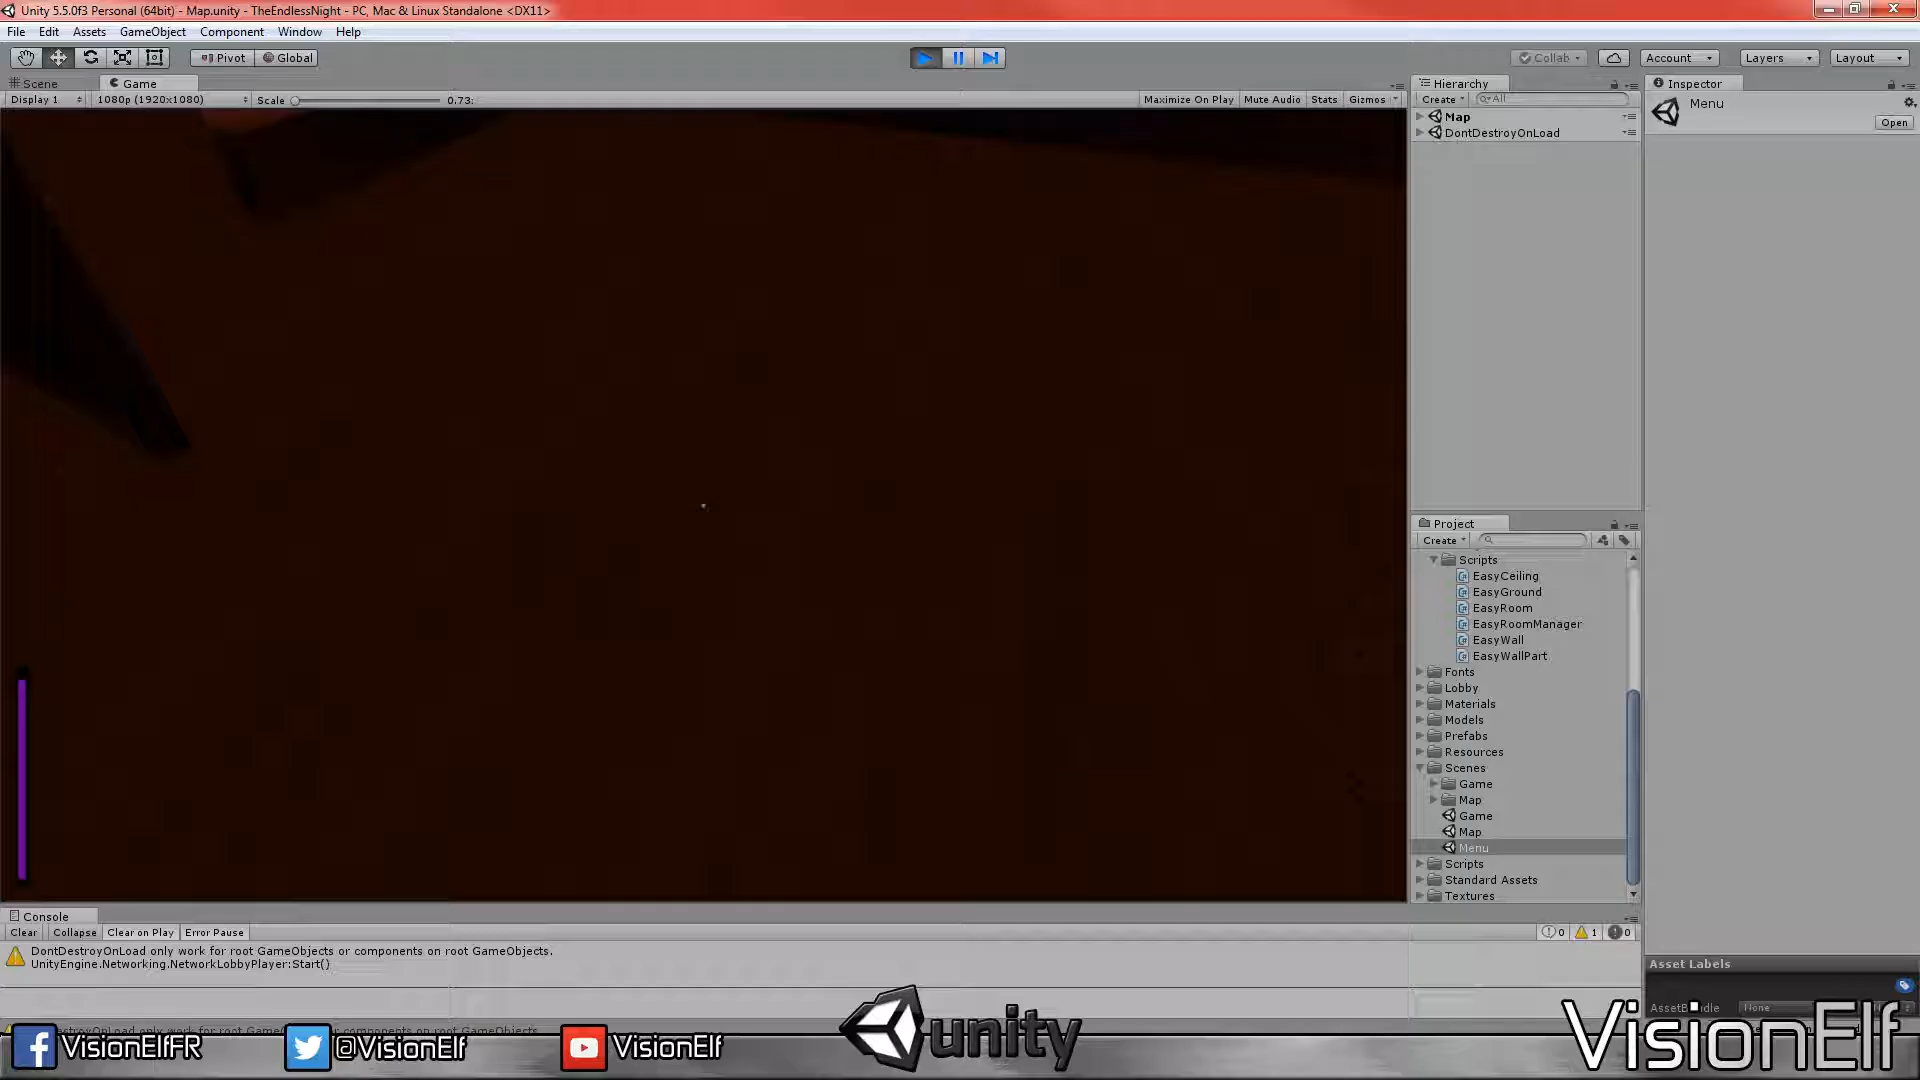 Unity 5.5.0f3 Personal (64bit) - Map.unity - TheEndlessNight - PC, Mac & Linux Standalone <DX11>
File Edit Assets GameObject Component Window Help
Pivot Global Collab Account Layers Layout
Scene Game
Display 1 1080p (1920x1080) Scale 0.73: Maximize On Play Mute Audio Stats Gizmos
Hierarchy
Create All
Map
DontDestroyOnLoad
Inspector
Menu
Open
Project
Create
Scripts
EasyCeiling
EasyGround
EasyRoom
EasyRoomManager
EasyWall
EasyWallPart
Fonts
Lobby
Materials
Models
Prefabs
Resources
Scenes
Game
Map
Game
Map
Menu
Scripts
Standard Assets
Textures
Console
Clear Collapse Clear on Play Error Pause 0 1 0
DontDestroyOnLoad only work for root GameObjects or components on root GameObjects.
UnityEngine.Networking.NetworkLobbyPlayer:Start()
Asset Labels
None
VisionElfFR @VisionElf VisionElf unity VisionElf